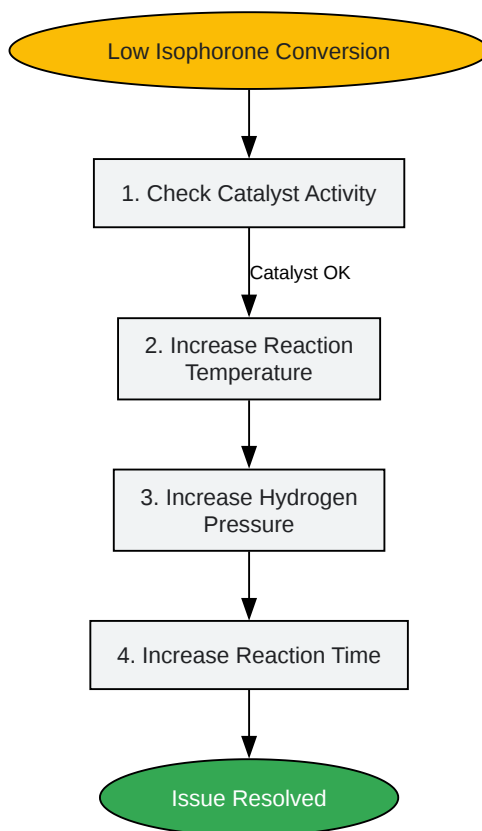 Low Isophorone Conversion
1. Check Catalyst Activity
Catalyst OK
2. Increase Reaction
Temperature
3. Increase Hydrogen
Pressure
4. Increase Reaction Time
Issue Resolved